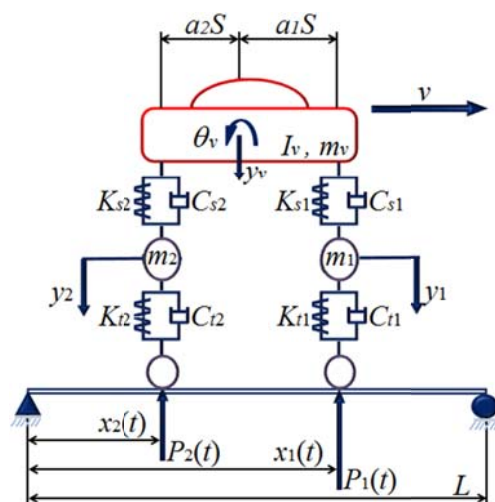 a2S a1S
v
θv Iv , mv
yv
Ks2 Cs2 Ks1 Cs1
m2 m1
y2 Kt2 Ct2 Kt1 Ct1 y1
x2(t)
P2(t) x1(t)
P1(t)
L